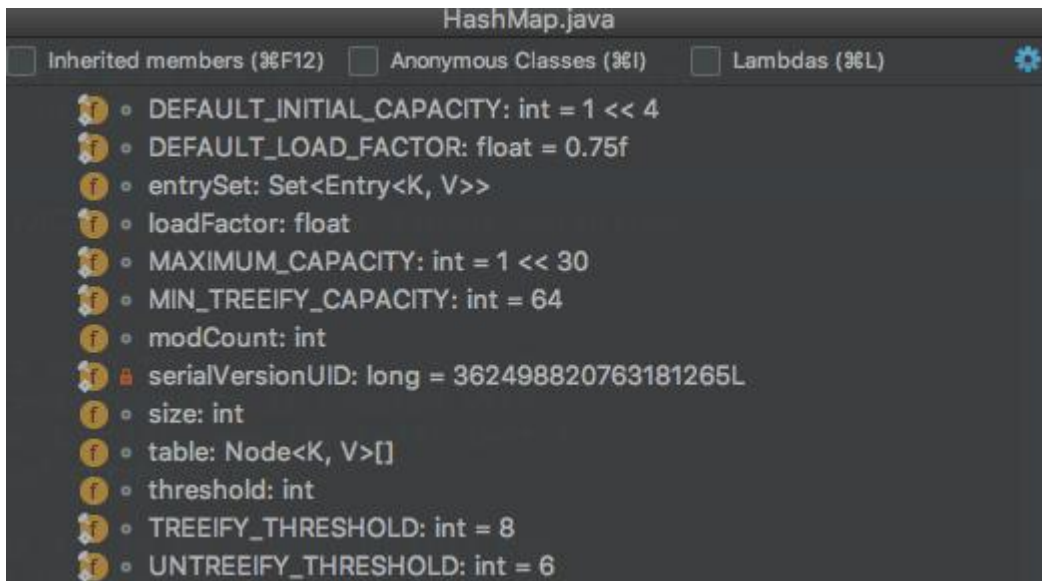 HashMap.java
Inherited members (⌘F12) Anonymous Classes (⌘I) Lambdas (⌘L)
DEFAULT_INITIAL_CAPACITY: int = 1 << 4
DEFAULT_LOAD_FACTOR: float = 0.75f
entrySet: Set<Entry<K, V>>
loadFactor: float
MAXIMUM_CAPACITY: int = 1 << 30
MIN_TREEIFY_CAPACITY: int = 64
modCount: int
serialVersionUID: long = 362498820763181265L
size: int
table: Node<K, V>[]
threshold: int
TREEIFY_THRESHOLD: int = 8
UNTREEIFY_THRESHOLD: int = 6